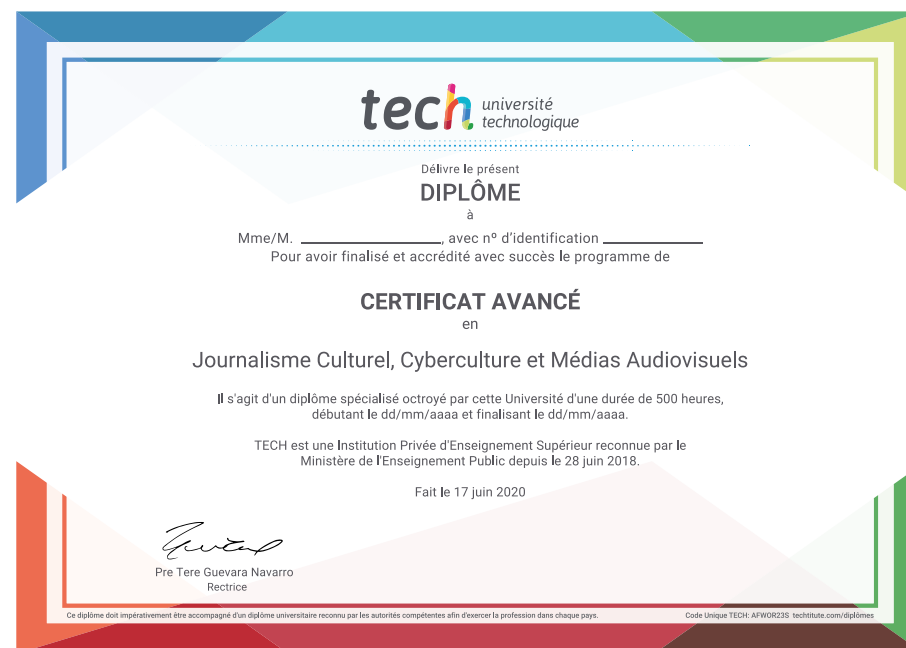 tech université
technologique
Délivre le présent
DIPLÔME
à
Mme/M. ____________________, avec nº d'identification ______________
Pour avoir finalisé et accrédité avec succès le programme de
CERTIFICAT AVANCÉ
en
Journalisme Culturel, Cyberculture et Médias Audiovisuels
Il s'agit d'un diplôme spécialisé octroyé par cette Université d'une durée de 500 heures,
débutant le dd/mm/aaaa et finalisant le dd/mm/aaaa.
TECH est une Institution Privée d'Enseignement Supérieur reconnue par le
Ministère de l'Enseignement Public depuis le 28 juin 2018.
Fait le 17 juin 2020
Pre Tere Guevara Navarro
Rectrice
Ce diplôme doit impérativement être accompagné d'un diplôme universitaire reconnu par les autorités compétentes afin d'exercer la profession dans chaque pays.
Code Unique TECH: AFWOR23S techtitute.com/diplômes